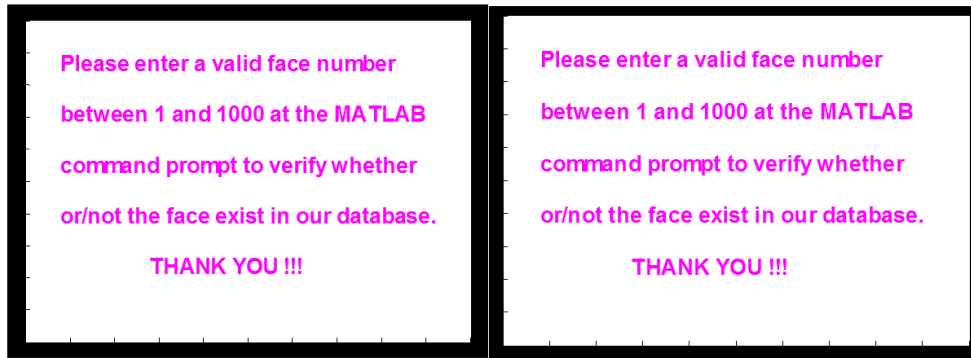 Please enter a valid face number
between 1 and 1000 at the MATLAB
command prompt to verify whether
or/not the face exist in our database.
THANK YOU !!!
Please enter a valid face number
between 1 and 1000 at the MATLAB
command prompt to verify whether
or/not the face exist in our database.
THANK YOU !!!